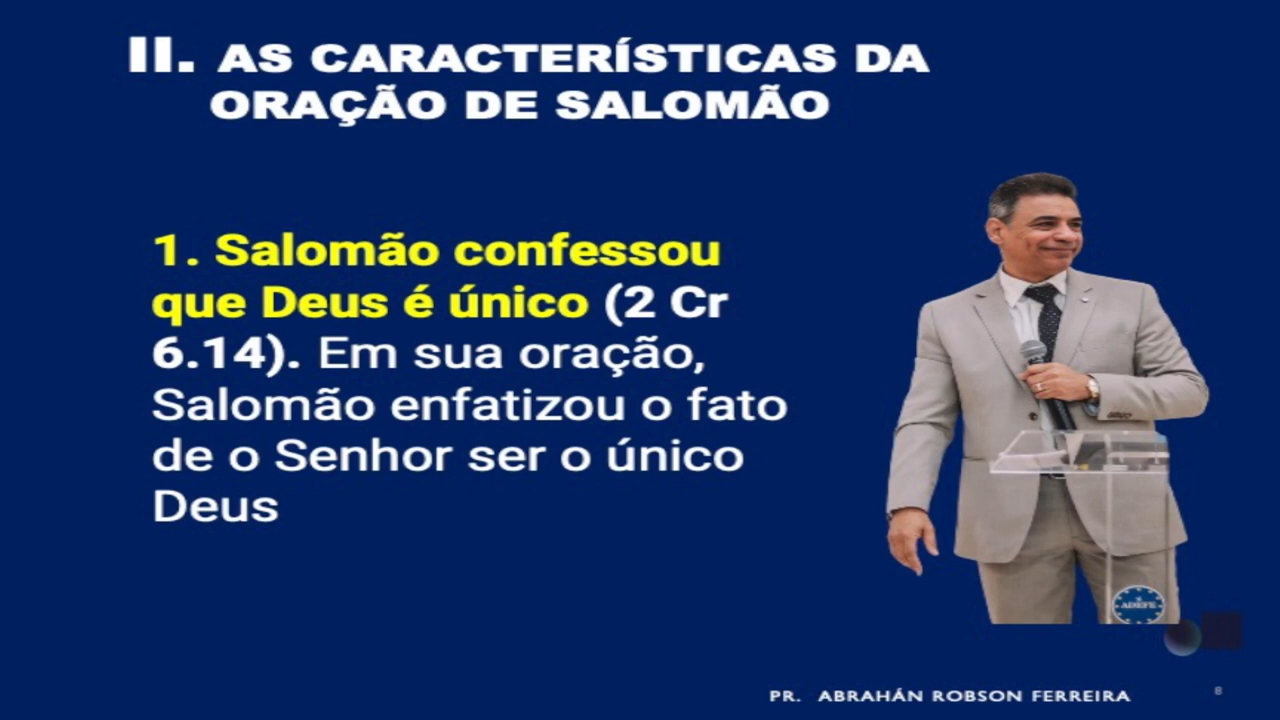 II. AS CARACTERÍSTICAS DA
ORAÇÃO DE SALOMÃO
1. Salomão confessou
que Deus é único (2 Cr
6.14). Em sua oração,
Salomão enfatizou o fato
de o Senhor ser o único
Deus
ADEFE
PR. ABRAHÁN ROBSON FERREIRA
8